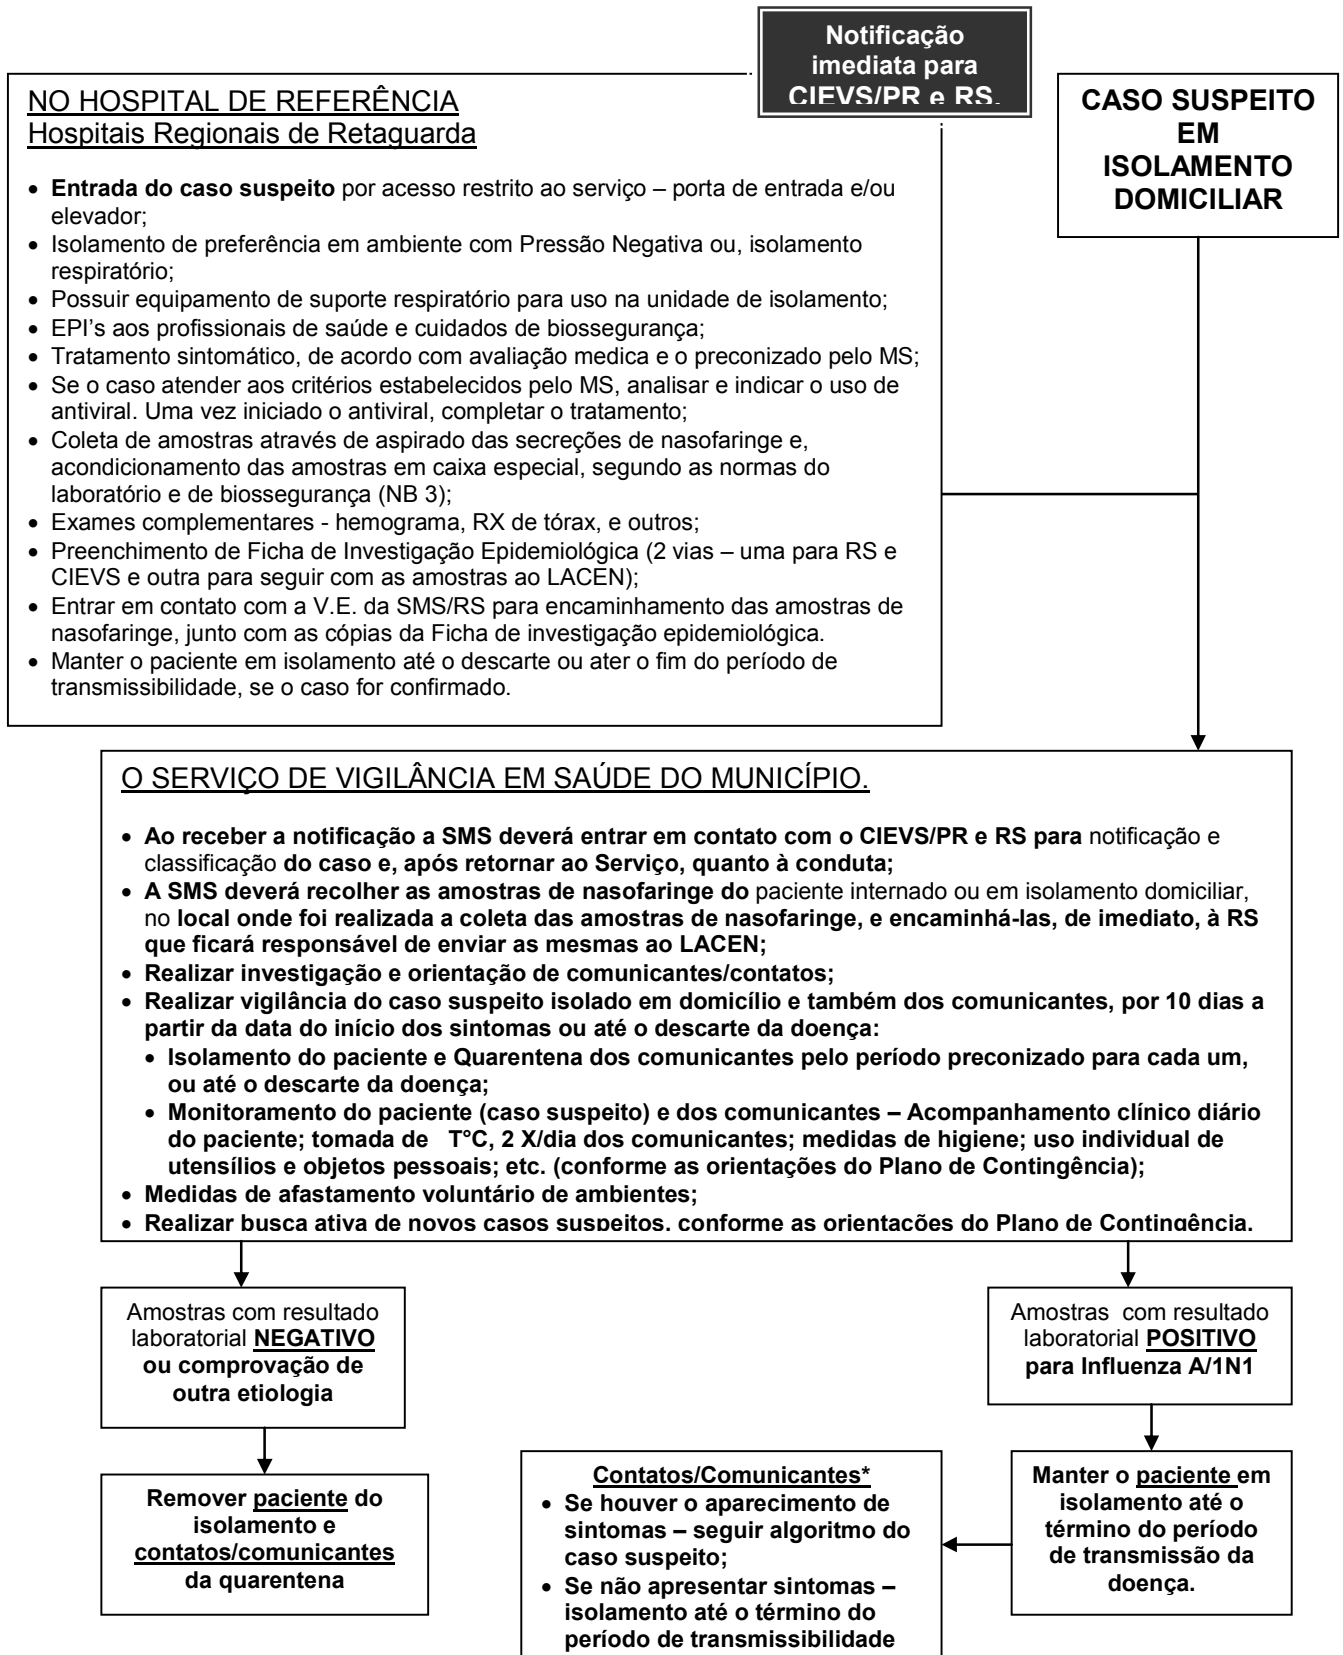 Notificação
imediata para
CIEVS/PR e RS.
NO HOSPITAL DE REFERÊNCIA
Hospitais Regionais de Retaguarda
• Entrada do caso suspeito por acesso restrito ao serviço – porta de entrada e/ou
elevador;
• Isolamento de preferência em ambiente com Pressão Negativa ou, isolamento
respiratório;
• Possuir equipamento de suporte respiratório para uso na unidade de isolamento;
• EPI’s aos profissionais de saúde e cuidados de biossegurança;
• Tratamento sintomático, de acordo com avaliação medica e o preconizado pelo MS;
• Se o caso atender aos critérios estabelecidos pelo MS, analisar e indicar o uso de
antiviral. Uma vez iniciado o antiviral, completar o tratamento;
• Coleta de amostras através de aspirado das secreções de nasofaringe e,
acondicionamento das amostras em caixa especial, segundo as normas do
laboratório e de biossegurança (NB 3);
• Exames complementares - hemograma, RX de tórax, e outros;
• Preenchimento de Ficha de Investigação Epidemiológica (2 vias – uma para RS e
CIEVS e outra para seguir com as amostras ao LACEN);
• Entrar em contato com a V.E. da SMS/RS para encaminhamento das amostras de
nasofaringe, junto com as cópias da Ficha de investigação epidemiológica.
• Manter o paciente em isolamento até o descarte ou ater o fim do período de
transmissibilidade, se o caso for confirmado.
CASO SUSPEITO
EM
ISOLAMENTO
DOMICILIAR
O SERVIÇO DE VIGILÂNCIA EM SAÚDE DO MUNICÍPIO.
• Ao receber a notificação a SMS deverá entrar em contato com o CIEVS/PR e RS para notificação e
classificação do caso e, após retornar ao Serviço, quanto à conduta;
• A SMS deverá recolher as amostras de nasofaringe do paciente internado ou em isolamento domiciliar,
no local onde foi realizada a coleta das amostras de nasofaringe, e encaminhá-las, de imediato, à RS
que ficará responsável de enviar as mesmas ao LACEN;
• Realizar investigação e orientação de comunicantes/contatos;
• Realizar vigilância do caso suspeito isolado em domicílio e também dos comunicantes, por 10 dias a
partir da data do início dos sintomas ou até o descarte da doença:
• Isolamento do paciente e Quarentena dos comunicantes pelo período preconizado para cada um,
ou até o descarte da doença;
• Monitoramento do paciente (caso suspeito) e dos comunicantes – Acompanhamento clínico diário
do paciente; tomada de T°C, 2 X/dia dos comunicantes; medidas de higiene; uso individual de
utensílios e objetos pessoais; etc. (conforme as orientações do Plano de Contingência);
• Medidas de afastamento voluntário de ambientes;
• Realizar busca ativa de novos casos suspeitos, conforme as orientações do Plano de Contingência.
Amostras com resultado
laboratorial NEGATIVO
ou comprovação de
outra etiologia
Remover paciente do
isolamento e
contatos/comunicantes
da quarentena
Amostras com resultado
laboratorial POSITIVO
para Influenza A/1N1
Manter o paciente em
isolamento até o
término do período
de transmissão da
doença.
Contatos/Comunicantes*
• Se houver o aparecimento de
sintomas – seguir algoritmo do
caso suspeito;
• Se não apresentar sintomas –
isolamento até o término do
período de transmissibilidade